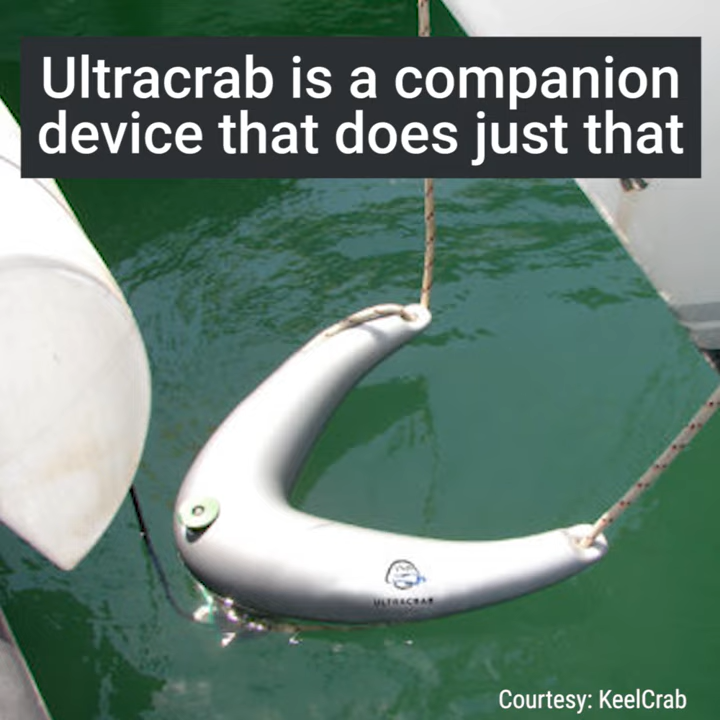 Ultracrab is a companion
device that does just that
ULTRACRAB
Courtesy: KeelCrab